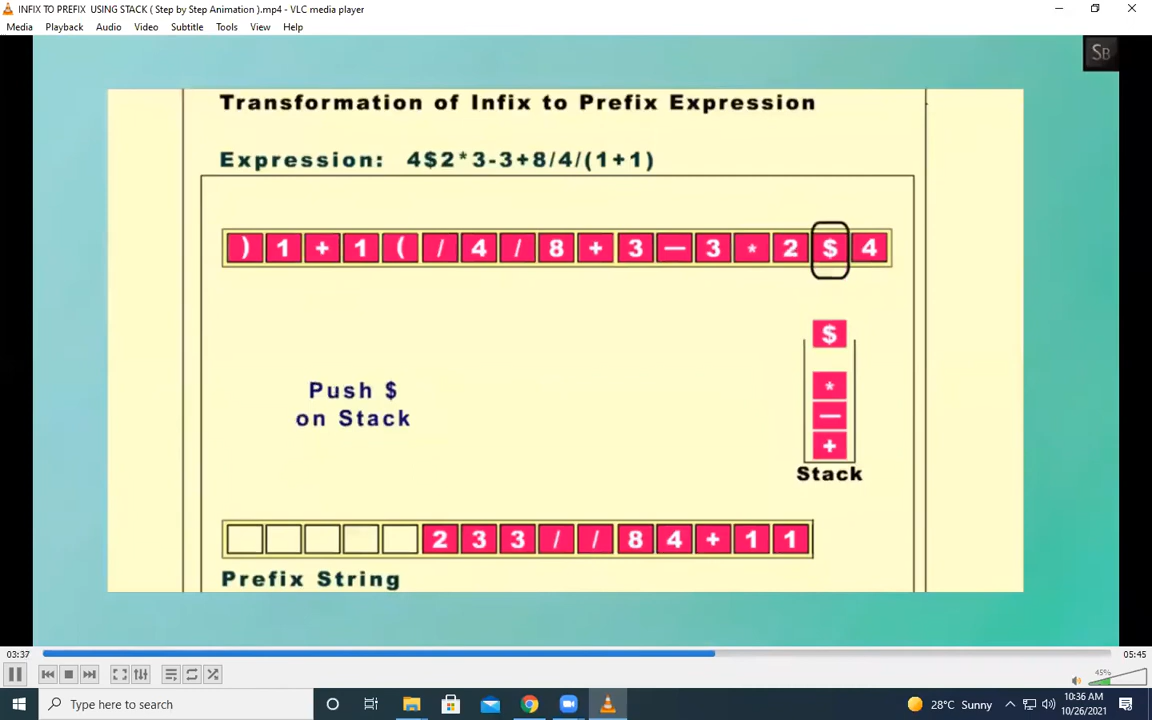 INFIX TO PREFIX USING STACK ( Step by Step Animation ).mp4 - VLC media player
Media Playback Audio Video Subtitle Tools View Help
SB
Transformation of Infix to Prefix Expression
Expression: 4$2*3-3+8/4/(1+1)
) 1 + 1 ( / 4 / 8 + 3 — 3 * 2 $ 4
$
Push $
on Stack
*
—
+
Stack
2 3 3 / / 8 4 + 1 1
Prefix String
03:37 05:45
45%
Type here to search
28°C Sunny
10:36 AM
10/26/2021